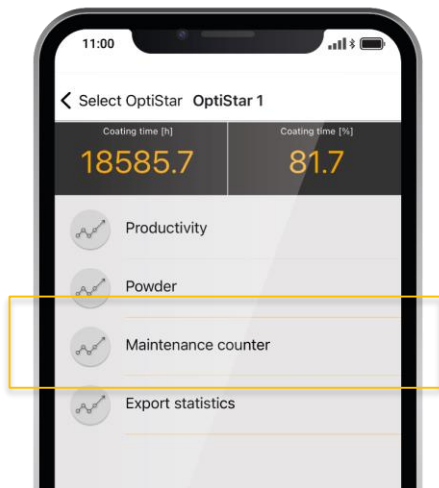 11:00
Select OptiStar OptiStar 1
Coating time [h] Coating time [%]
18585.7 81.7
Productivity
Powder
Maintenance counter
Export statistics